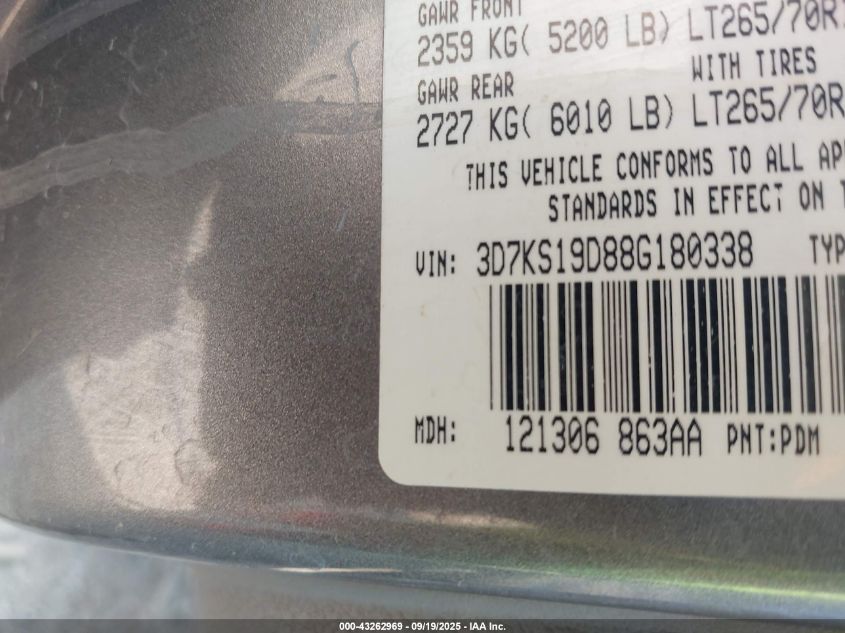 GAWR FRONT
2359 KG( 5200 LB) LT265/70R
WITH TIRES
GAWR REAR
2727 KG( 6010 LB) LT265/70R
THIS VEHICLE CONFORMS TO ALL
STANDARDS IN EFFECT ON
VIN: 3D7KS19D88G180338 TYP
MDH: 121306 863AA PNT:PDM
000-43262969 - 09/19/2025 - IAA Inc.